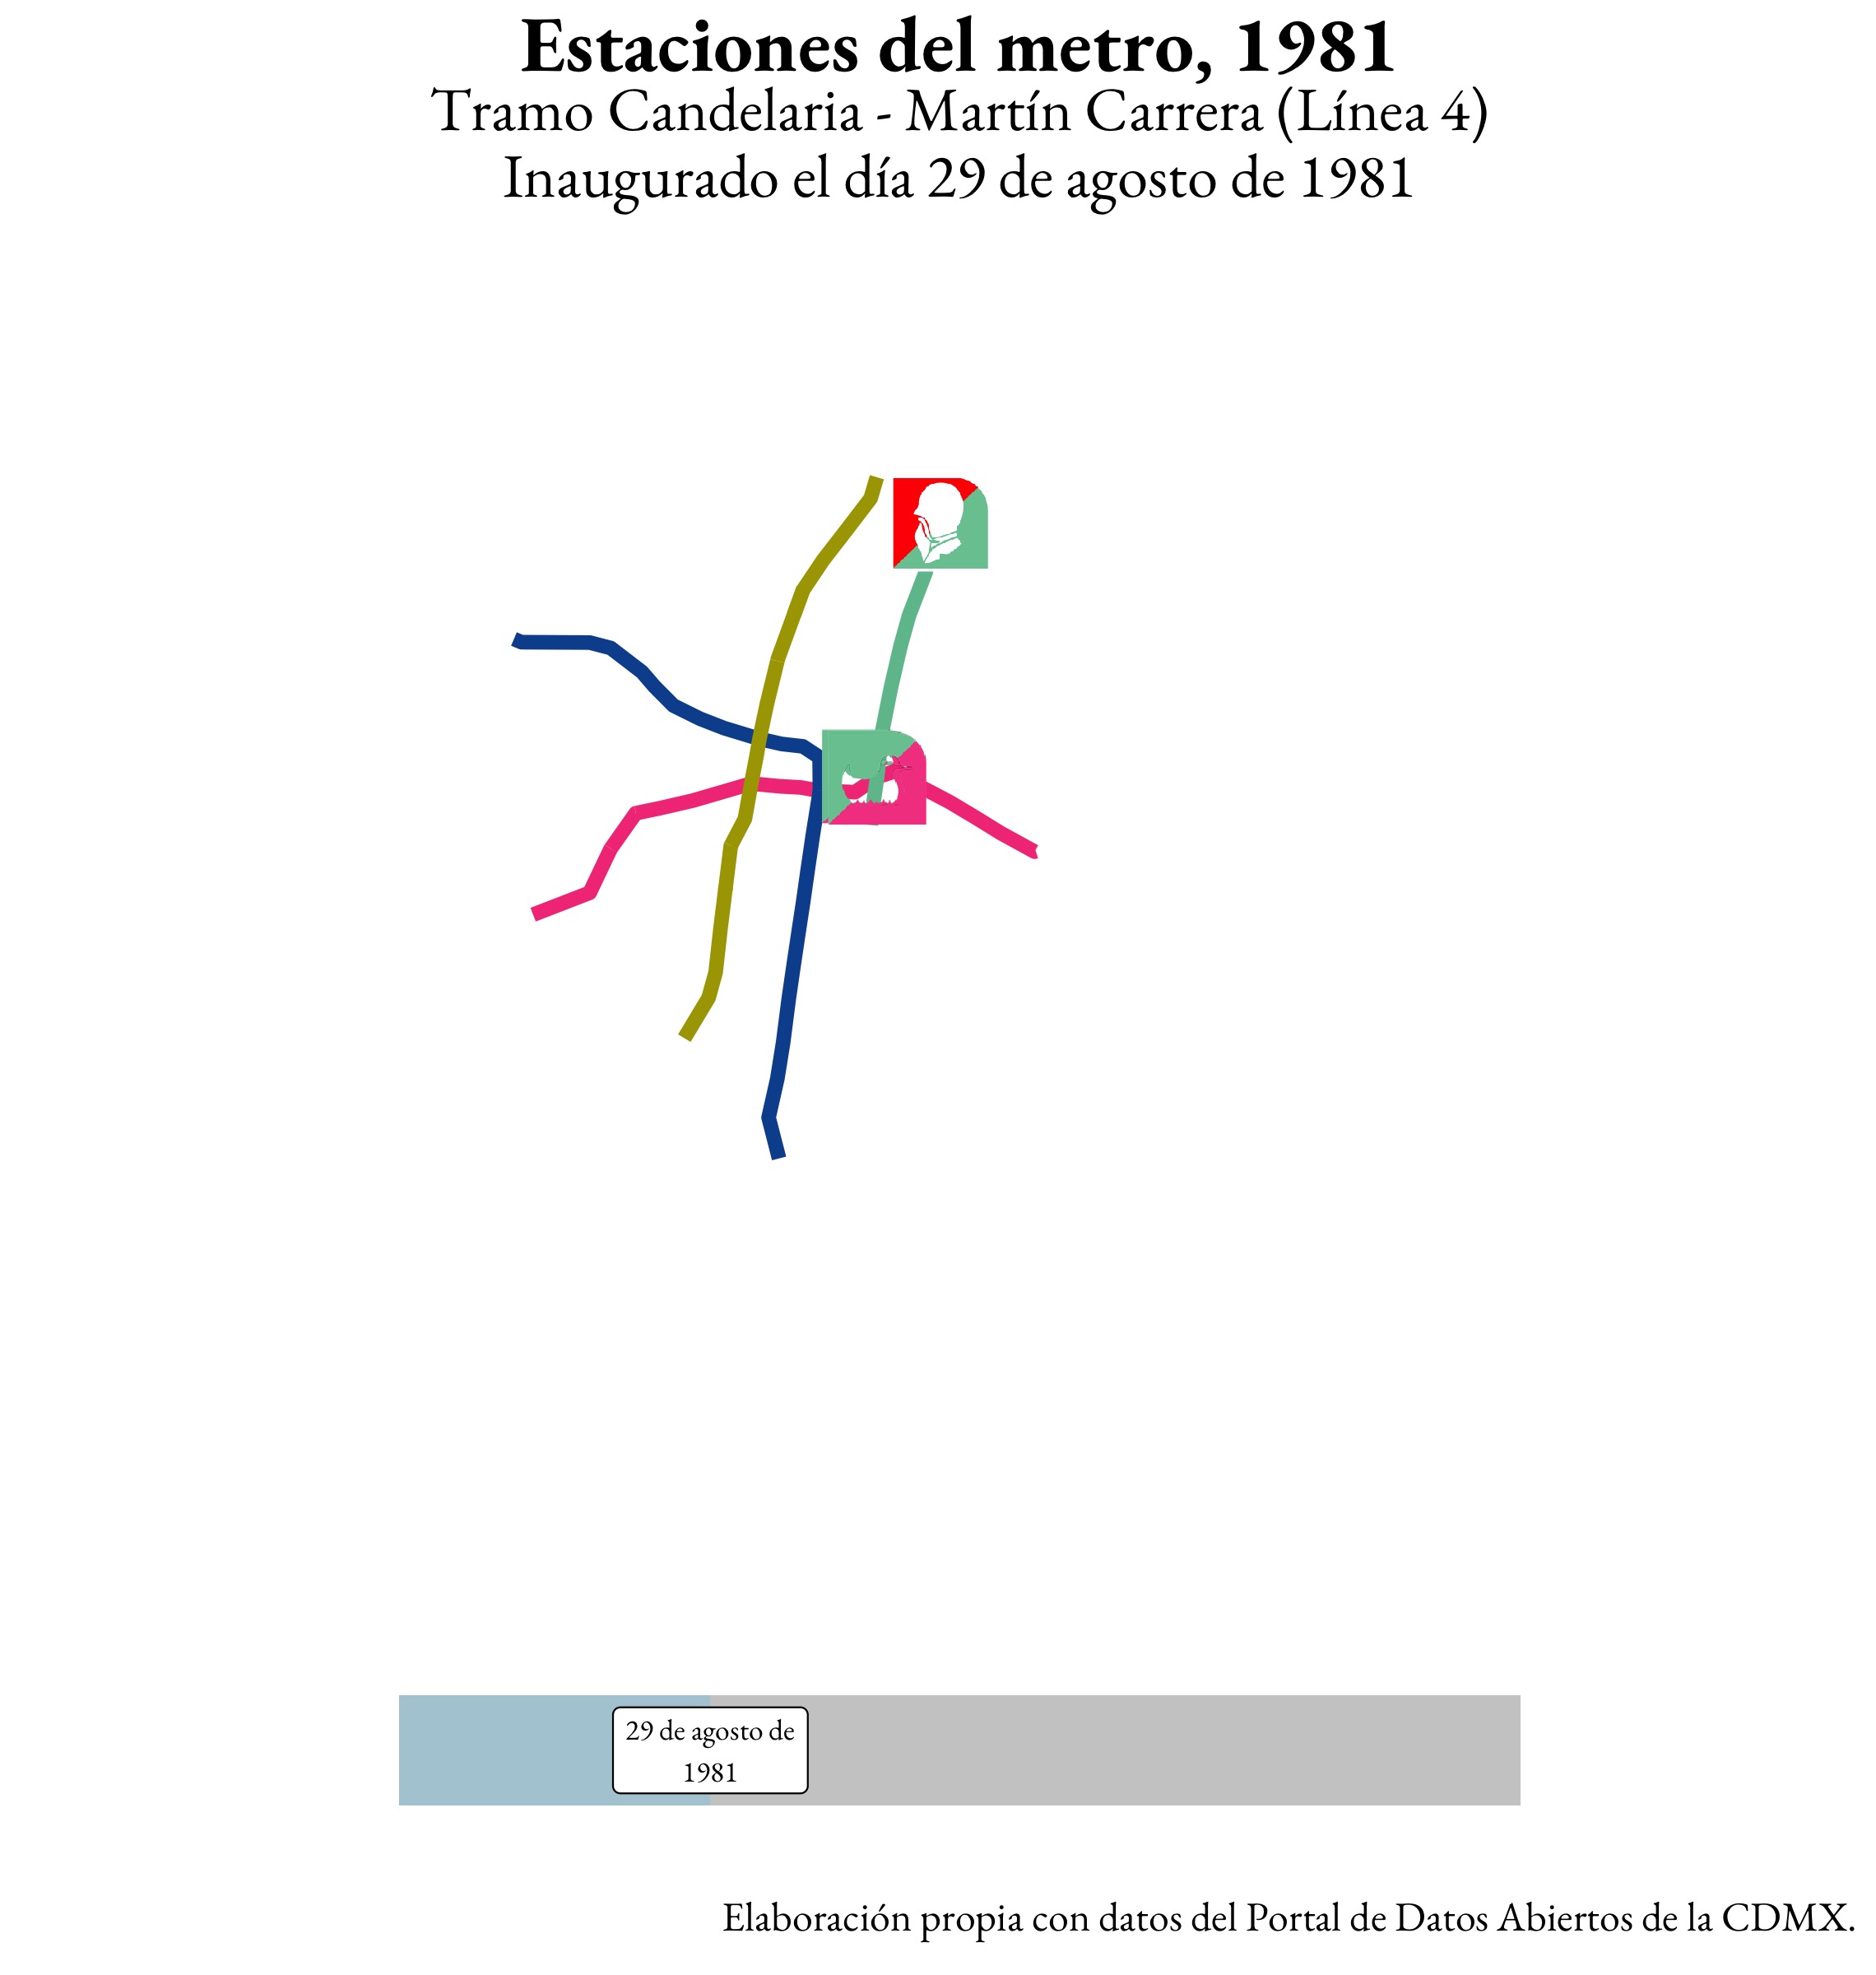 Estaciones del metro, 1981
Tramo Candelaria - Martín Carrera (Línea 4)
Inaugurado el día 29 de agosto de 1981
29 de agosto de
1981
Elaboración propia con datos del Portal de Datos Abiertos de la CDMX.